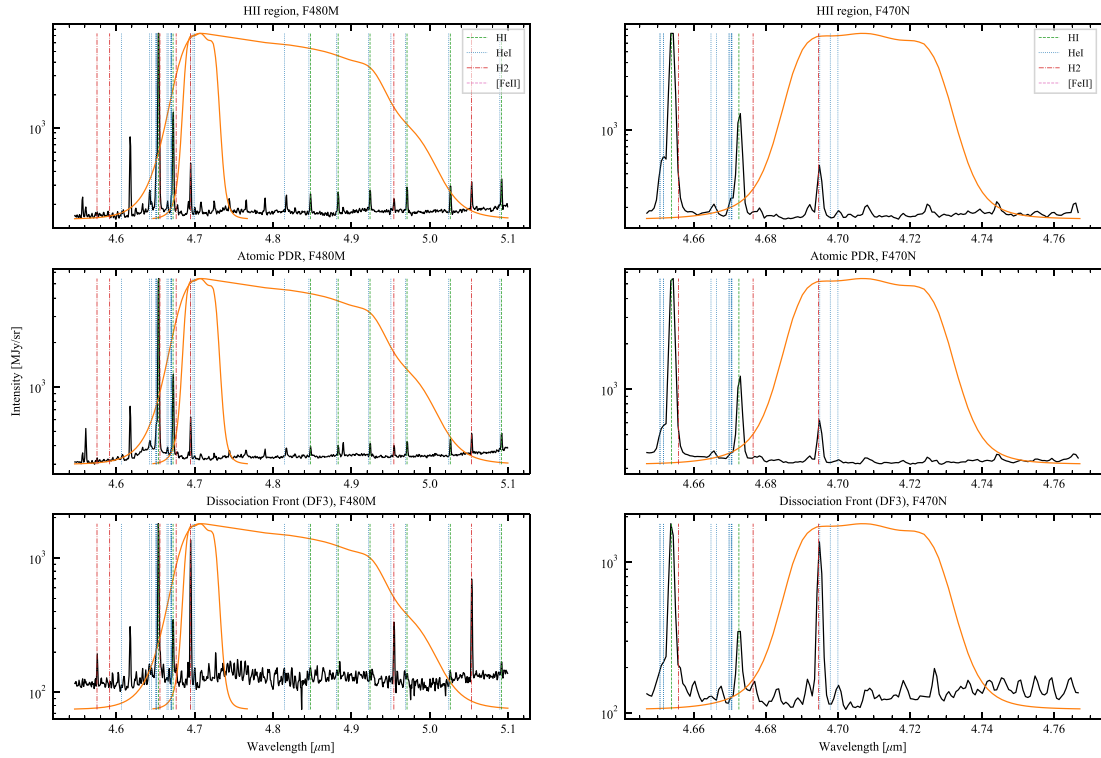 HII region, F480M
HII region, F470N
HI
HeI
H2
[FeII]
HI
HeI
H2
[FeII]
10³
10³
4.6 4.7 4.8 4.9 5.0 5.1
4.66 4.68 4.70 4.72 4.74 4.76
Atomic PDR, F480M
Atomic PDR, F470N
Intensity [MJy/sr]
10³
10³
4.6 4.7 4.8 4.9 5.0 5.1
4.66 4.68 4.70 4.72 4.74 4.76
Dissociation Front (DF3), F480M
Dissociation Front (DF3), F470N
10³
10²
10³
10²
4.6 4.7 4.8 4.9 5.0 5.1
4.66 4.68 4.70 4.72 4.74 4.76
Wavelength [μm]
Wavelength [μm]